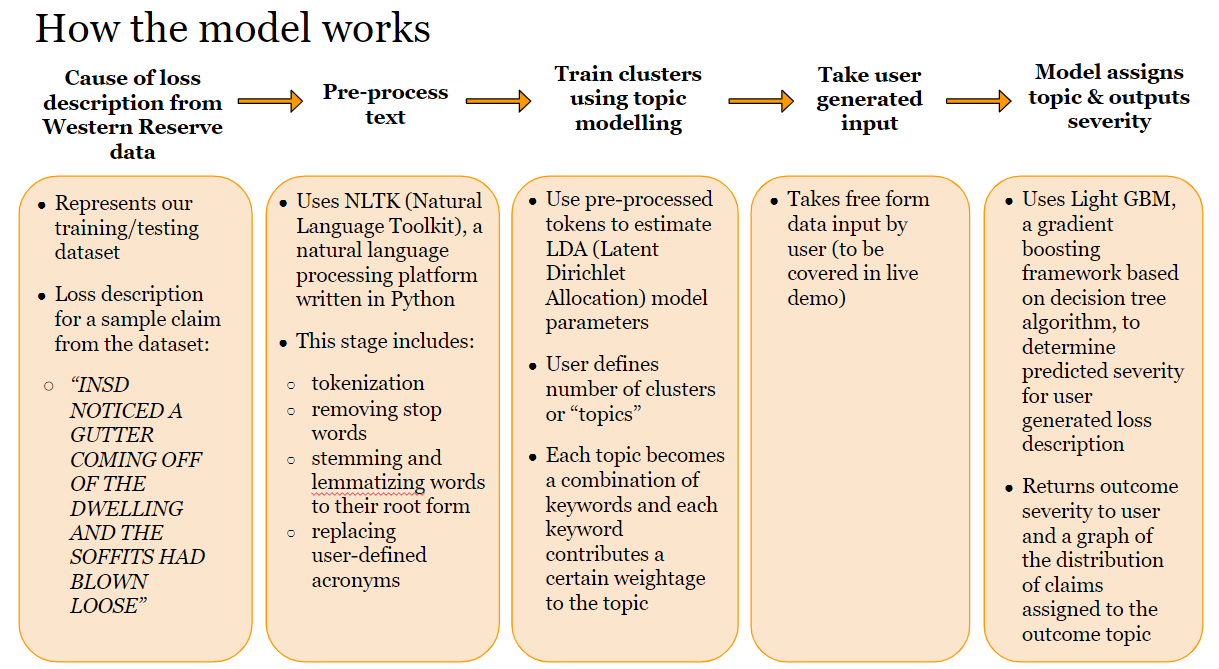 How the model works
Cause of loss
description from
Western Reserve
data
Pre-process
text
Train clusters
using topic
modelling
Take user
generated
input
Model assigns
topic & outputs
severity
● Represents our
training/testing
dataset
● Loss description
for a sample claim
from the dataset:
○ “INSD
NOTICED A
GUTTER
COMING OFF
OF THE
DWELLING
AND THE
SOFFITS HAD
BLOWN
LOOSE”
● Uses NLTK (Natural
Language Toolkit), a
natural language
processing platform
written in Python
● This stage includes:
○ tokenization
○ removing stop
words
○ stemming and
lemmatizing words
to their root form
○ replacing
user-defined
acronyms
● Use pre-processed
tokens to estimate
LDA (Latent
Dirichlet
Allocation) model
parameters
● User defines
number of clusters
or “topics”
● Each topic becomes
a combination of
keywords and each
keyword
contributes a
certain weightage
to the topic
● Takes free form
data input by
user (to be
covered in live
demo)
● Uses Light GBM,
a gradient
boosting
framework based
on decision tree
algorithm, to
determine
predicted severity
for user
generated loss
description
● Returns outcome
severity to user
and a graph of
the distribution
of claims
assigned to the
outcome topic